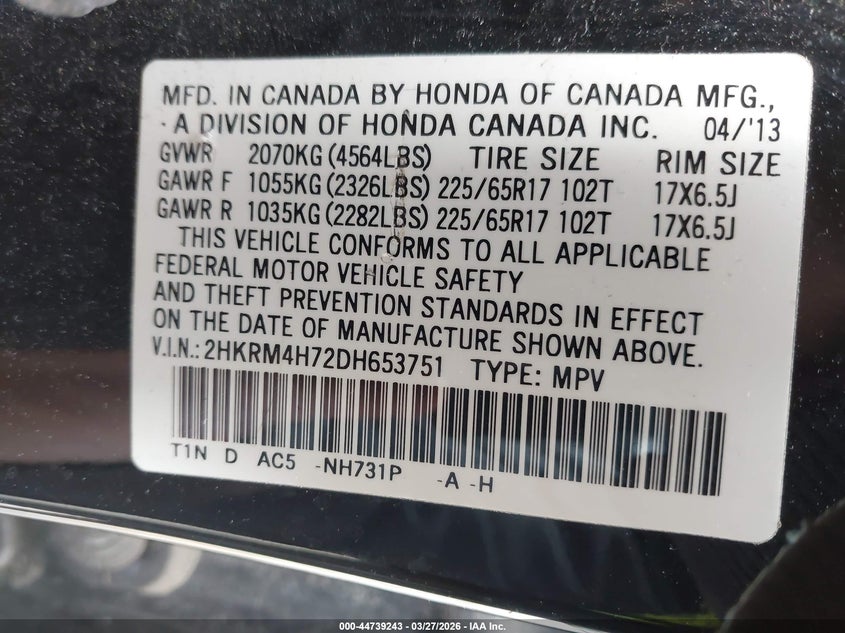 MFD. IN CANADA BY HONDA OF CANADA MFG.,
- A DIVISION OF HONDA CANADA INC. 04/'13
GVWR 2070KG (4564LBS) TIRE SIZE RIM SIZE
GAWR F 1055KG (2326LBS) 225/65R17 102T 17X6.5J
GAWR R 1035KG (2282LBS) 225/65R17 102T 17X6.5J
THIS VEHICLE CONFORMS TO ALL APPLICABLE
FEDERAL MOTOR VEHICLE SAFETY
AND THEFT PREVENTION STANDARDS IN EFFECT
ON THE DATE OF MANUFACTURE SHOWN ABOVE.
V.I.N.: 2HKRM4H72DH653751 TYPE: MPV
T1N D AC5 -NH731P -A -H
000-44739243 - 03/27/2026 - IAA Inc.